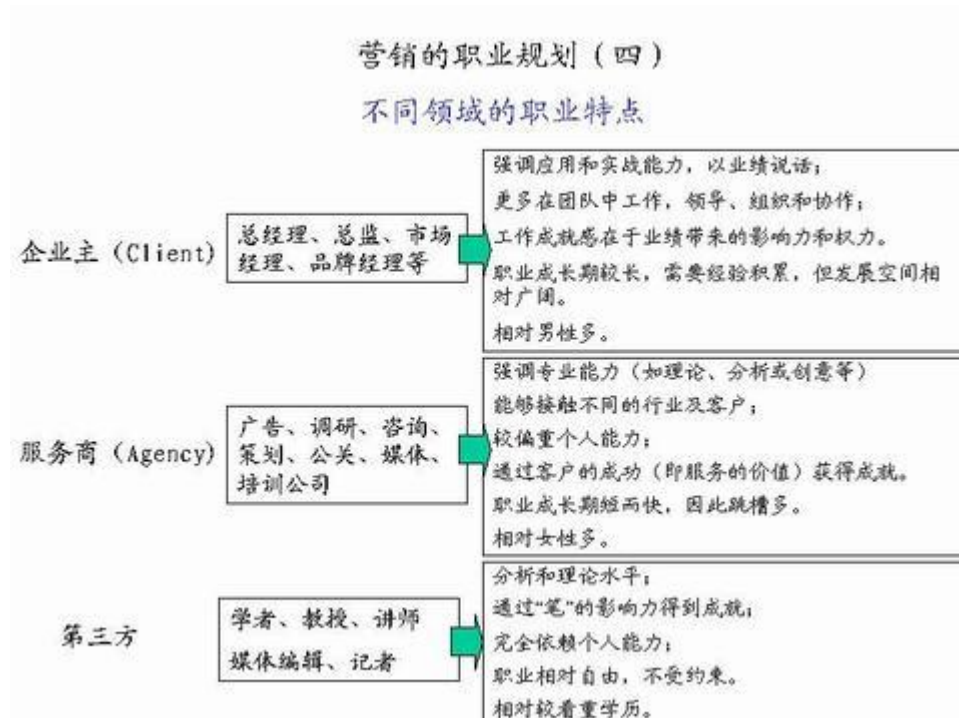 营销的职业规划（四）
不同领域的职业特点
企业主（Client）
总经理、总监、市场
经理、品牌经理等
强调应用和实战能力，以业绩说话；
更多在团队中工作，领导、组织和协作；
工作成就感在于业绩带来的影响力和权力。
职业成长期较长，需要经验积累，但发展空间相
对广阔。
相对男性多。
服务商（Agency）
广告、调研、咨询、
策划、公关、媒体、
培训公司
强调专业能力（如理论、分析或创意等）
能够接触不同的行业及客户；
较偏重个人能力；
通过客户的成功（即服务的价值）获得成就。
职业成长期短而快，因此跳槽多。
相对女性多。
第三方
学者、教授、讲师
媒体编辑、记者
分析和理论水平；
通过“笔”的影响力得到成就；
完全依赖个人能力；
职业相对自由，不受约束。
相对较看重学历。